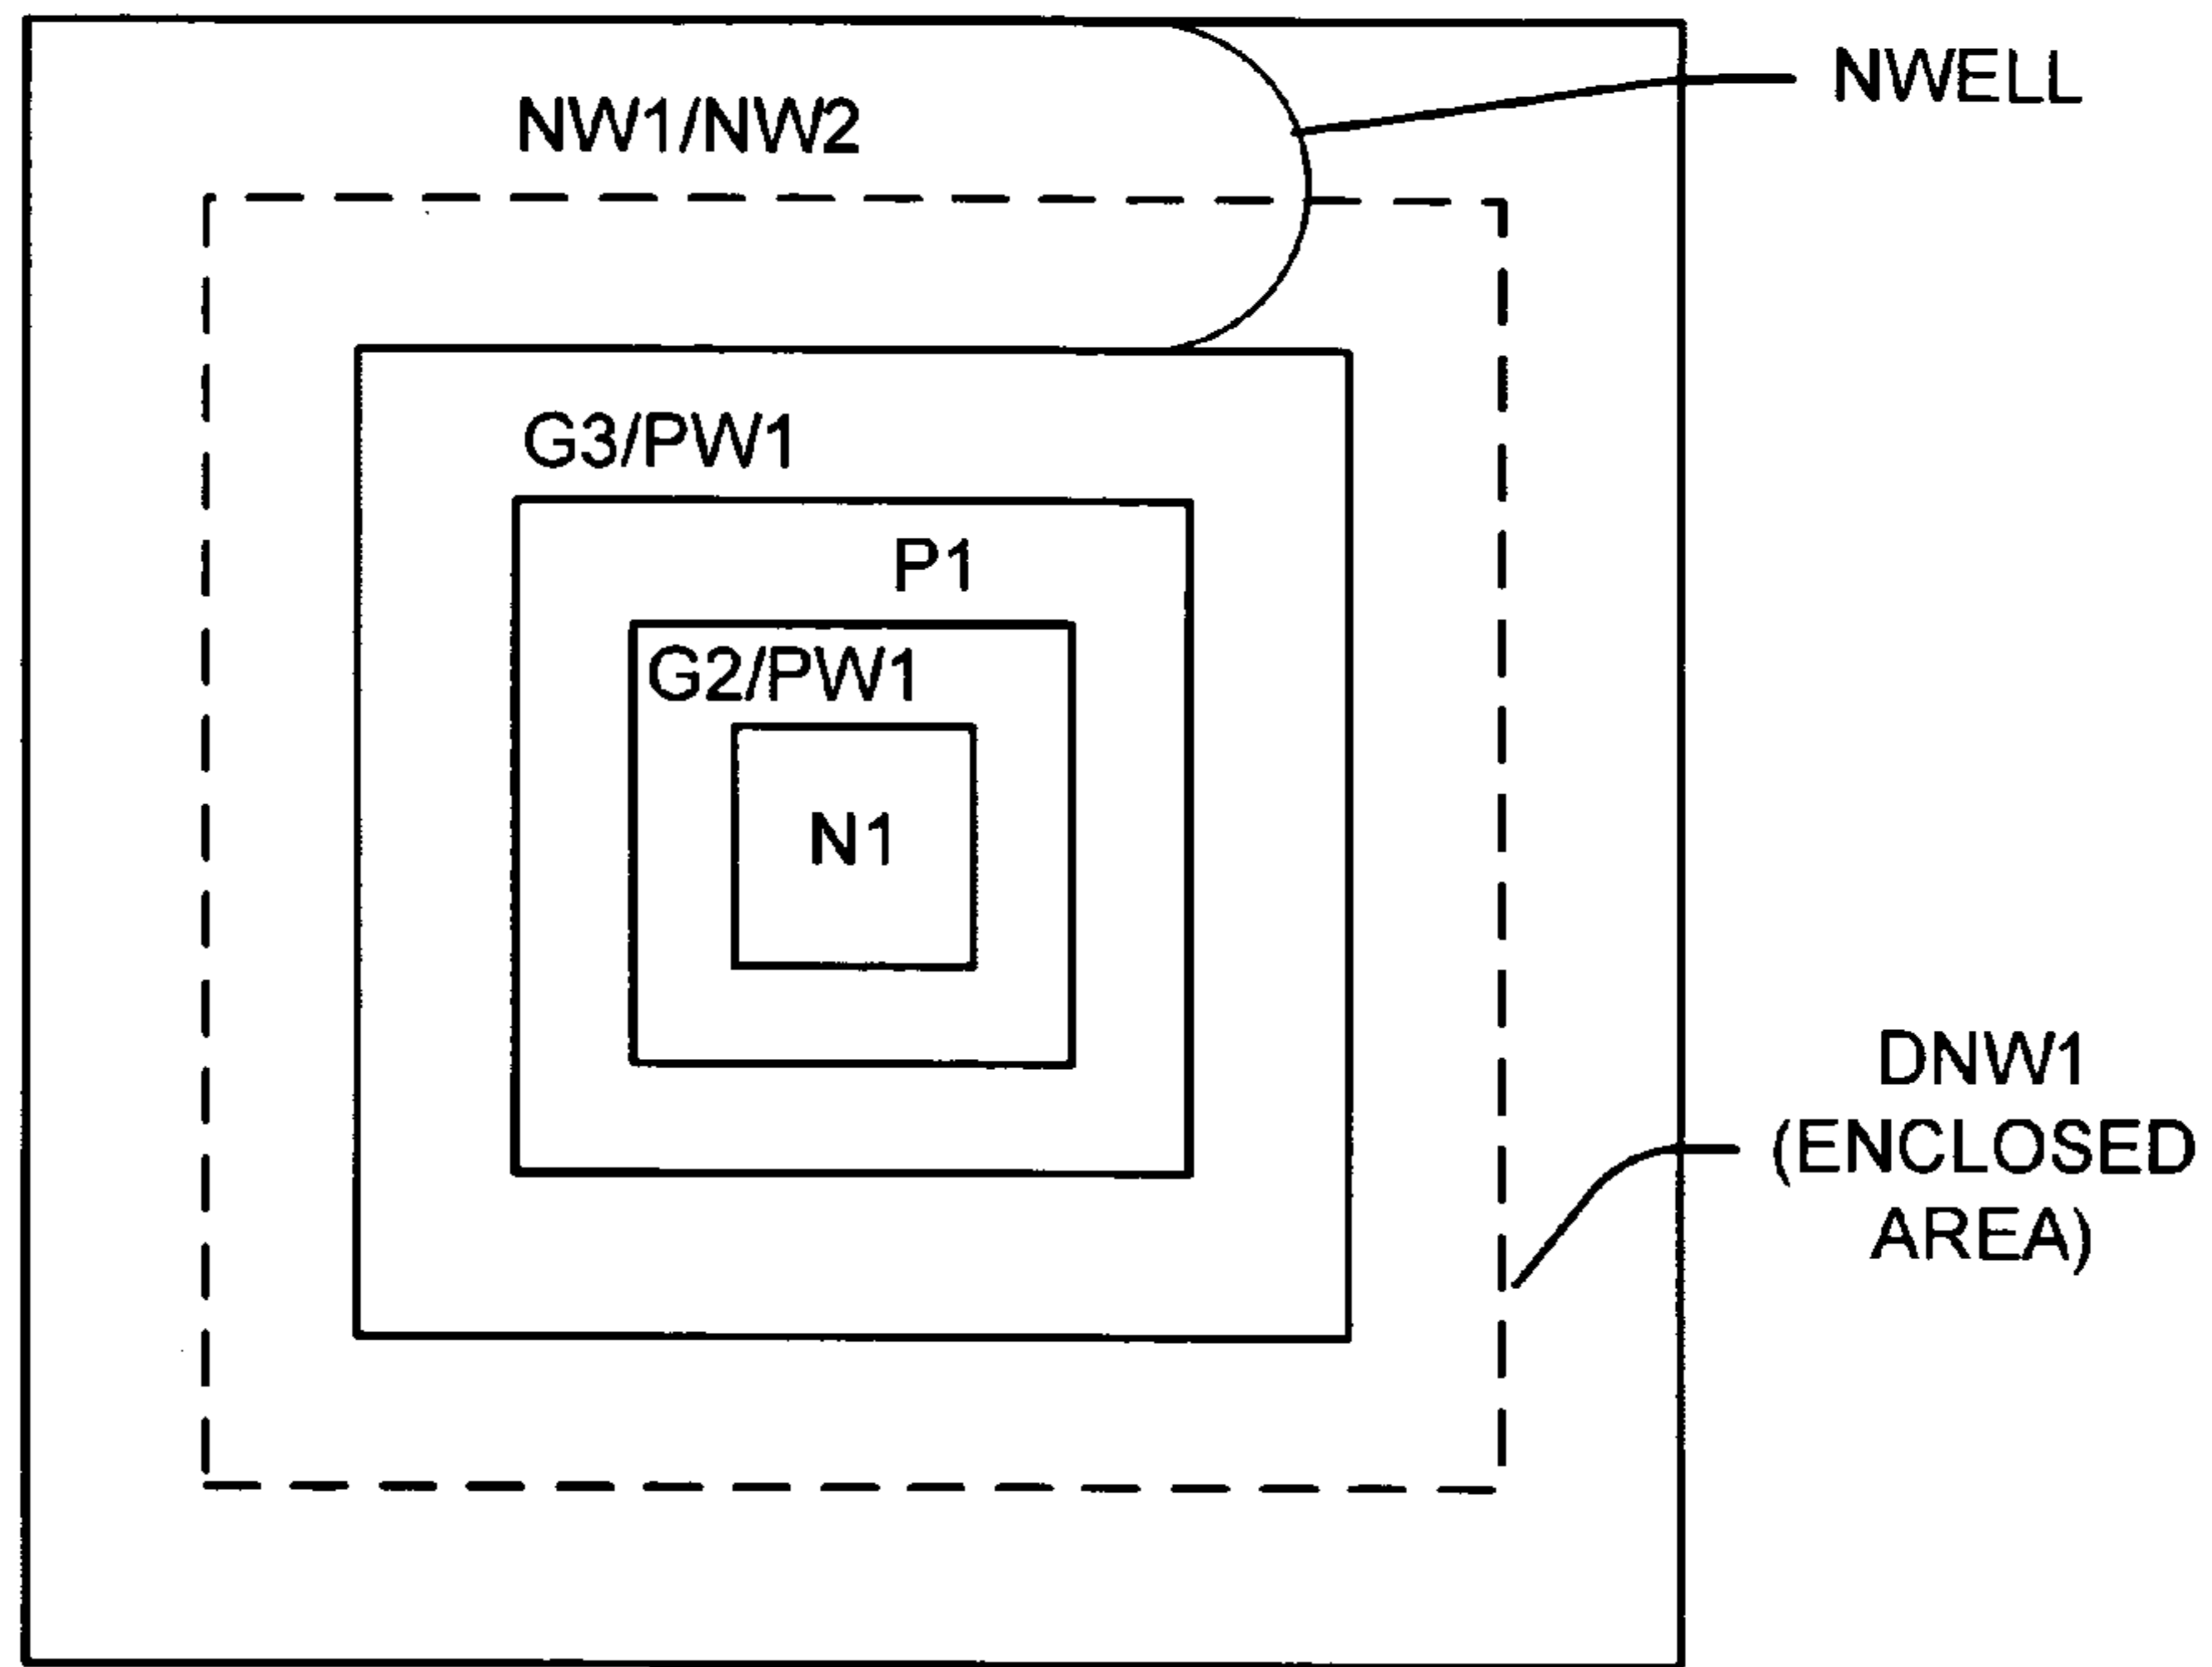 NWELL
NW1/NW2
G3/PW1
P1
G2/PW1
N1
DNW1
(ENCLOSED
AREA)